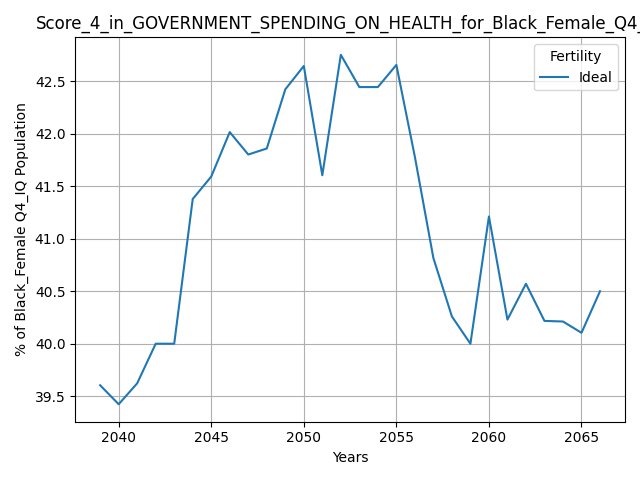 Score_4_in_GOVERNMENT_SPENDING_ON_HEALTH_for_Black_Female_Q4_
Fertility
Ideal
42.5
42.0
41.5
41.0
40.5
40.0
39.5
% of Black_Female Q4_IQ Population
2040 2045 2050 2055 2060 2065
Years